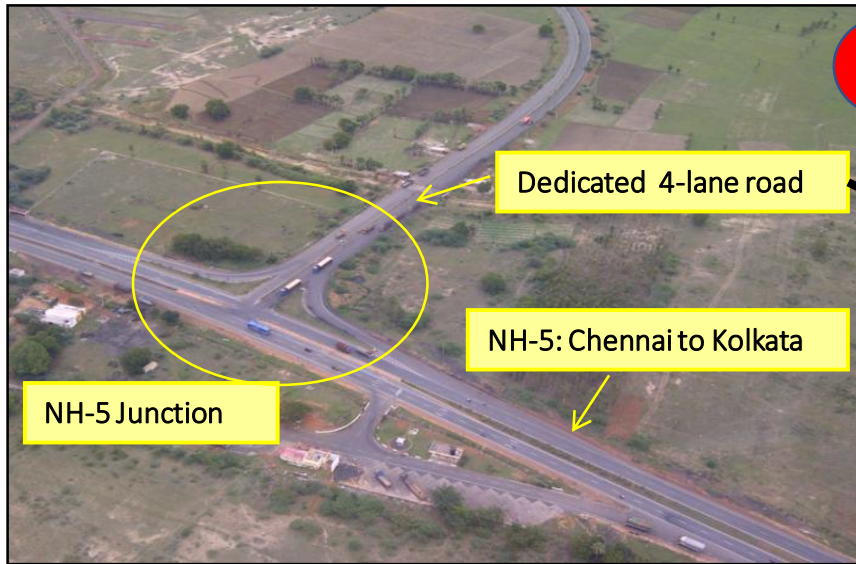 Dedicated 4-lane road
NH-5: Chennai to Kolkata
NH-5 Junction